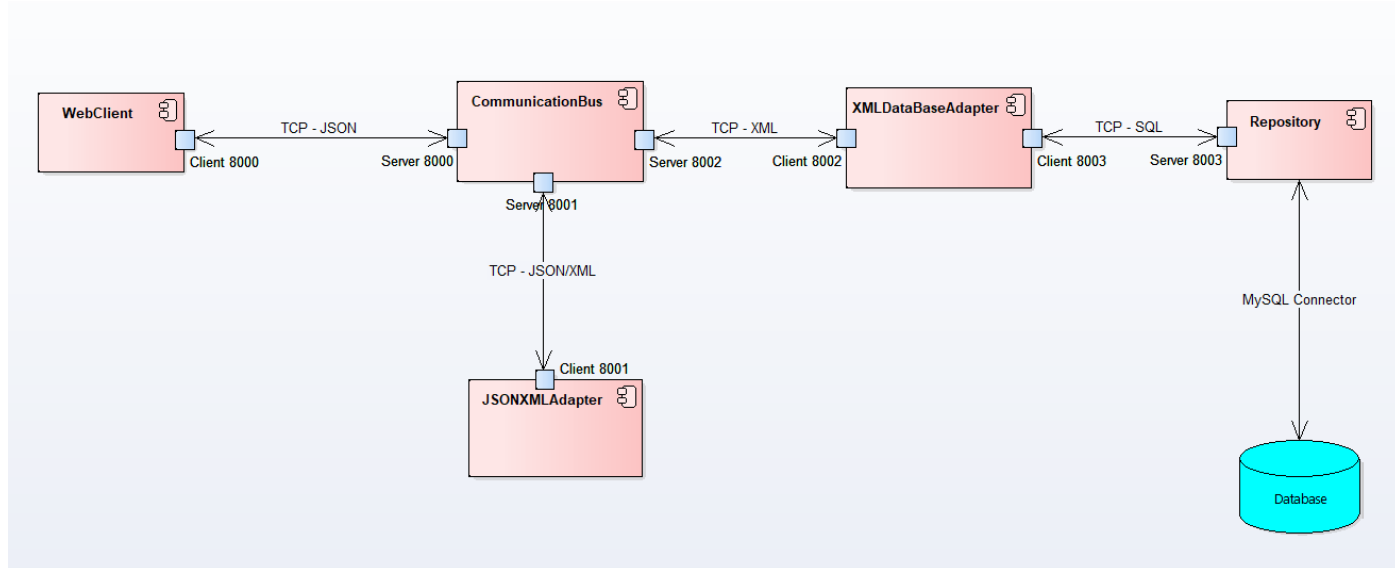 WebClient
CommunicationBus
XMLDataBaseAdapter
Repository
TCP - JSON
TCP - XML
TCP - SQL
Client 8000
Server 8000
Server 8002
Client 8002
Client 8003
Server 8003
Server 8001
TCP - JSON/XML
MySQL Connector
Client 8001
JSONXMLAdapter
Database